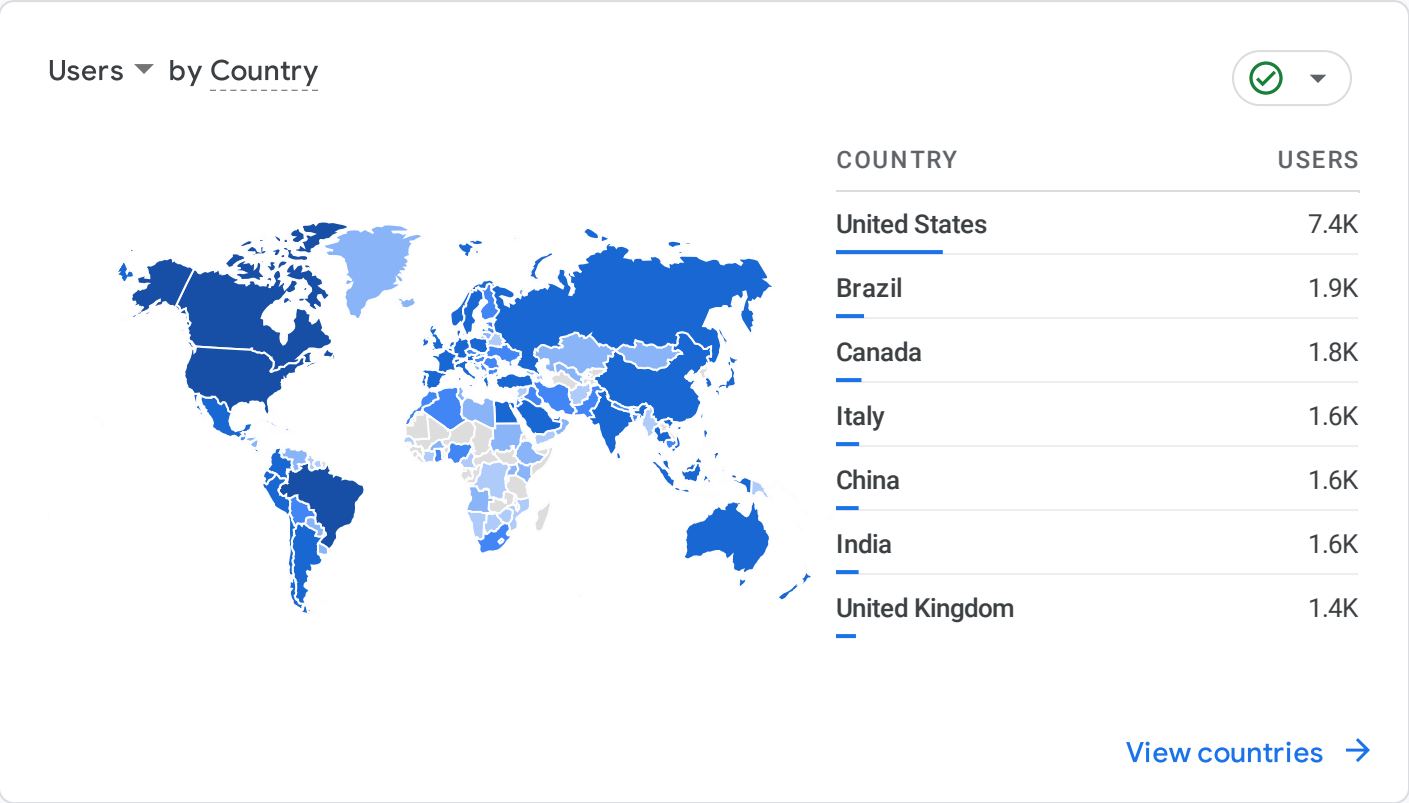 Users by Country
COUNTRY USERS
United States 7.4K
Brazil 1.9K
Canada 1.8K
Italy 1.6K
China 1.6K
India 1.6K
United Kingdom 1.4K
View countries